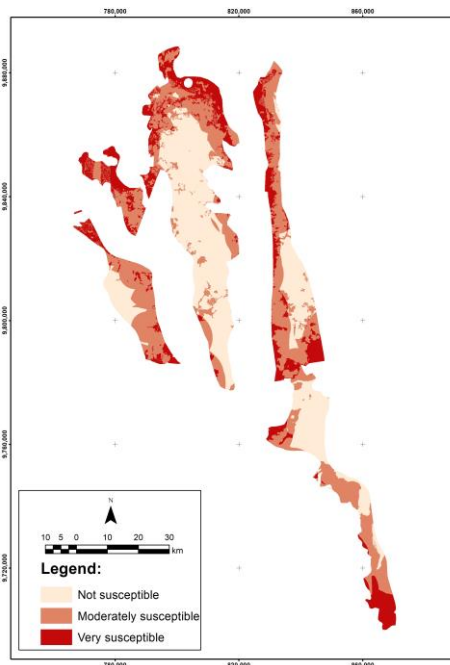 780,000 820,000 860,000
9,880,000
9,840,000
9,800,000
9,760,000
9,720,000
N
10 5 0 10 20 30
km
Legend:
Not susceptible
Moderately susceptible
Very susceptible
780,000 820,000 860,000